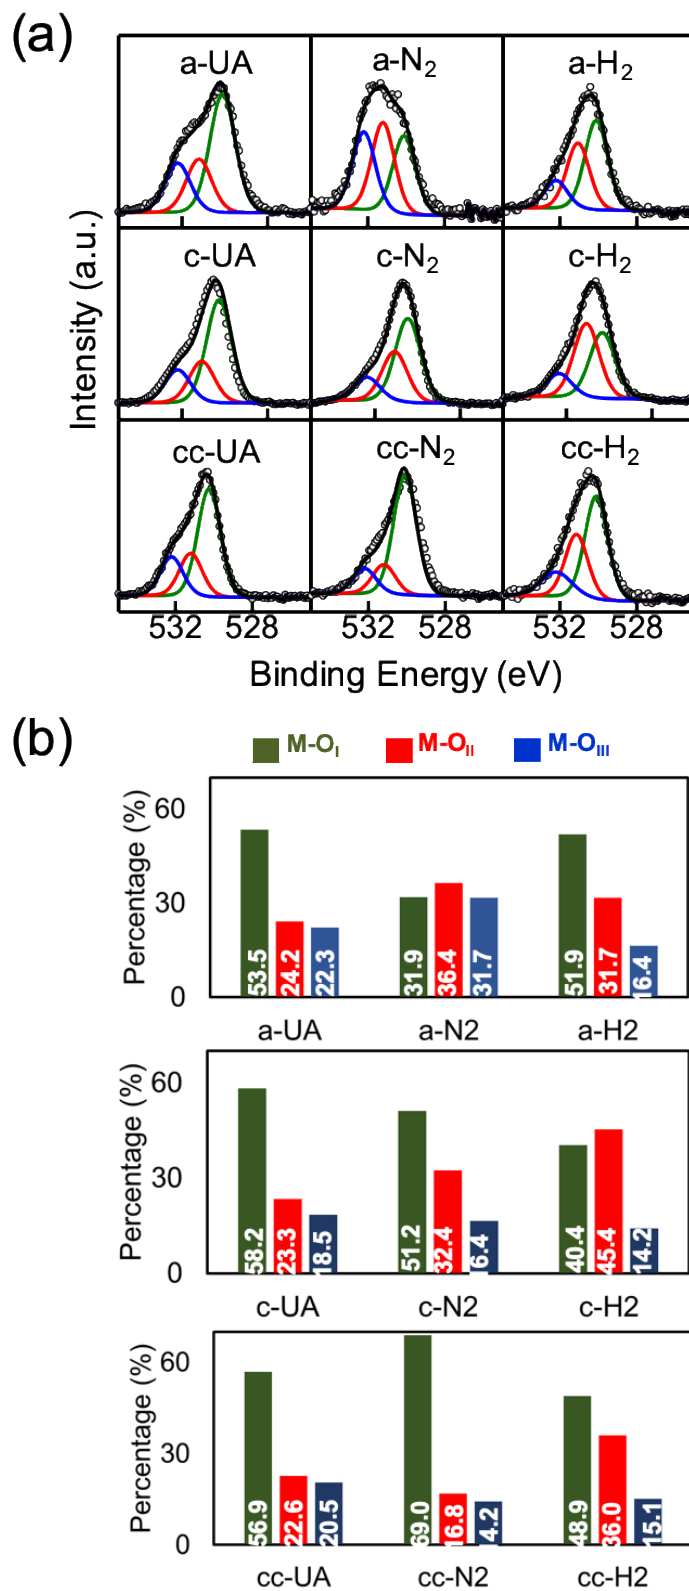 (a)
a-UA a-N2 a-H2
c-UA c-N2 c-H2
cc-UA cc-N2 cc-H2
Intensity (a.u.)
532 528 532 528 532 528
Binding Energy (eV)
(b)
M-OI M-OII M-OIII
Percentage (%)
60
30
0
53.5 24.2 22.3 31.9 36.4 31.7 51.9 31.7 16.4
a-UA a-N2 a-H2
Percentage (%)
60
30
0
58.2 23.3 18.5 51.2 32.4 16.4 40.4 45.4 14.2
c-UA c-N2 c-H2
Percentage (%)
60
30
0
56.9 22.6 20.5 69.0 16.8 14.2 48.9 36.0 15.1
cc-UA cc-N2 cc-H2